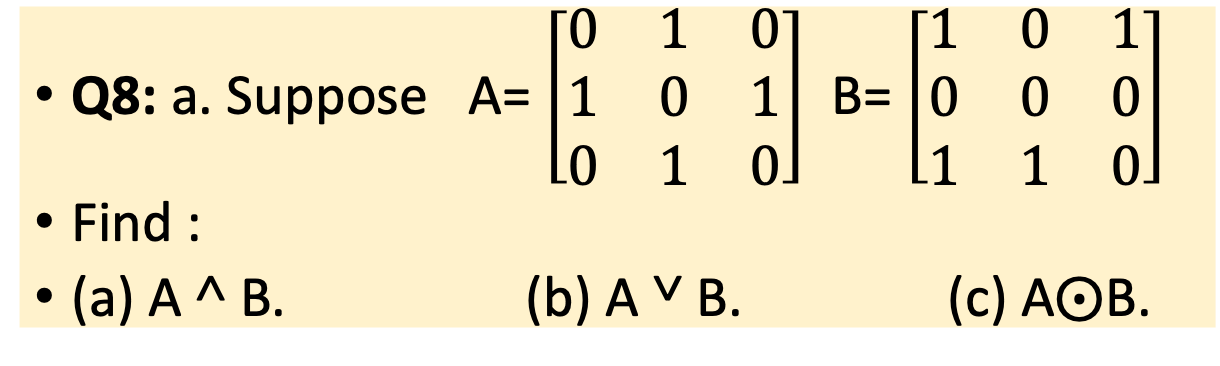 • Q8: a. Suppose A= [0 1 0; 1 0 1; 0 1 0] B= [1 0 1; 0 0 0; 1 1 0]
• Find :
• (a) A ^ B. (b) A ˅ B. (c) A⊙B.